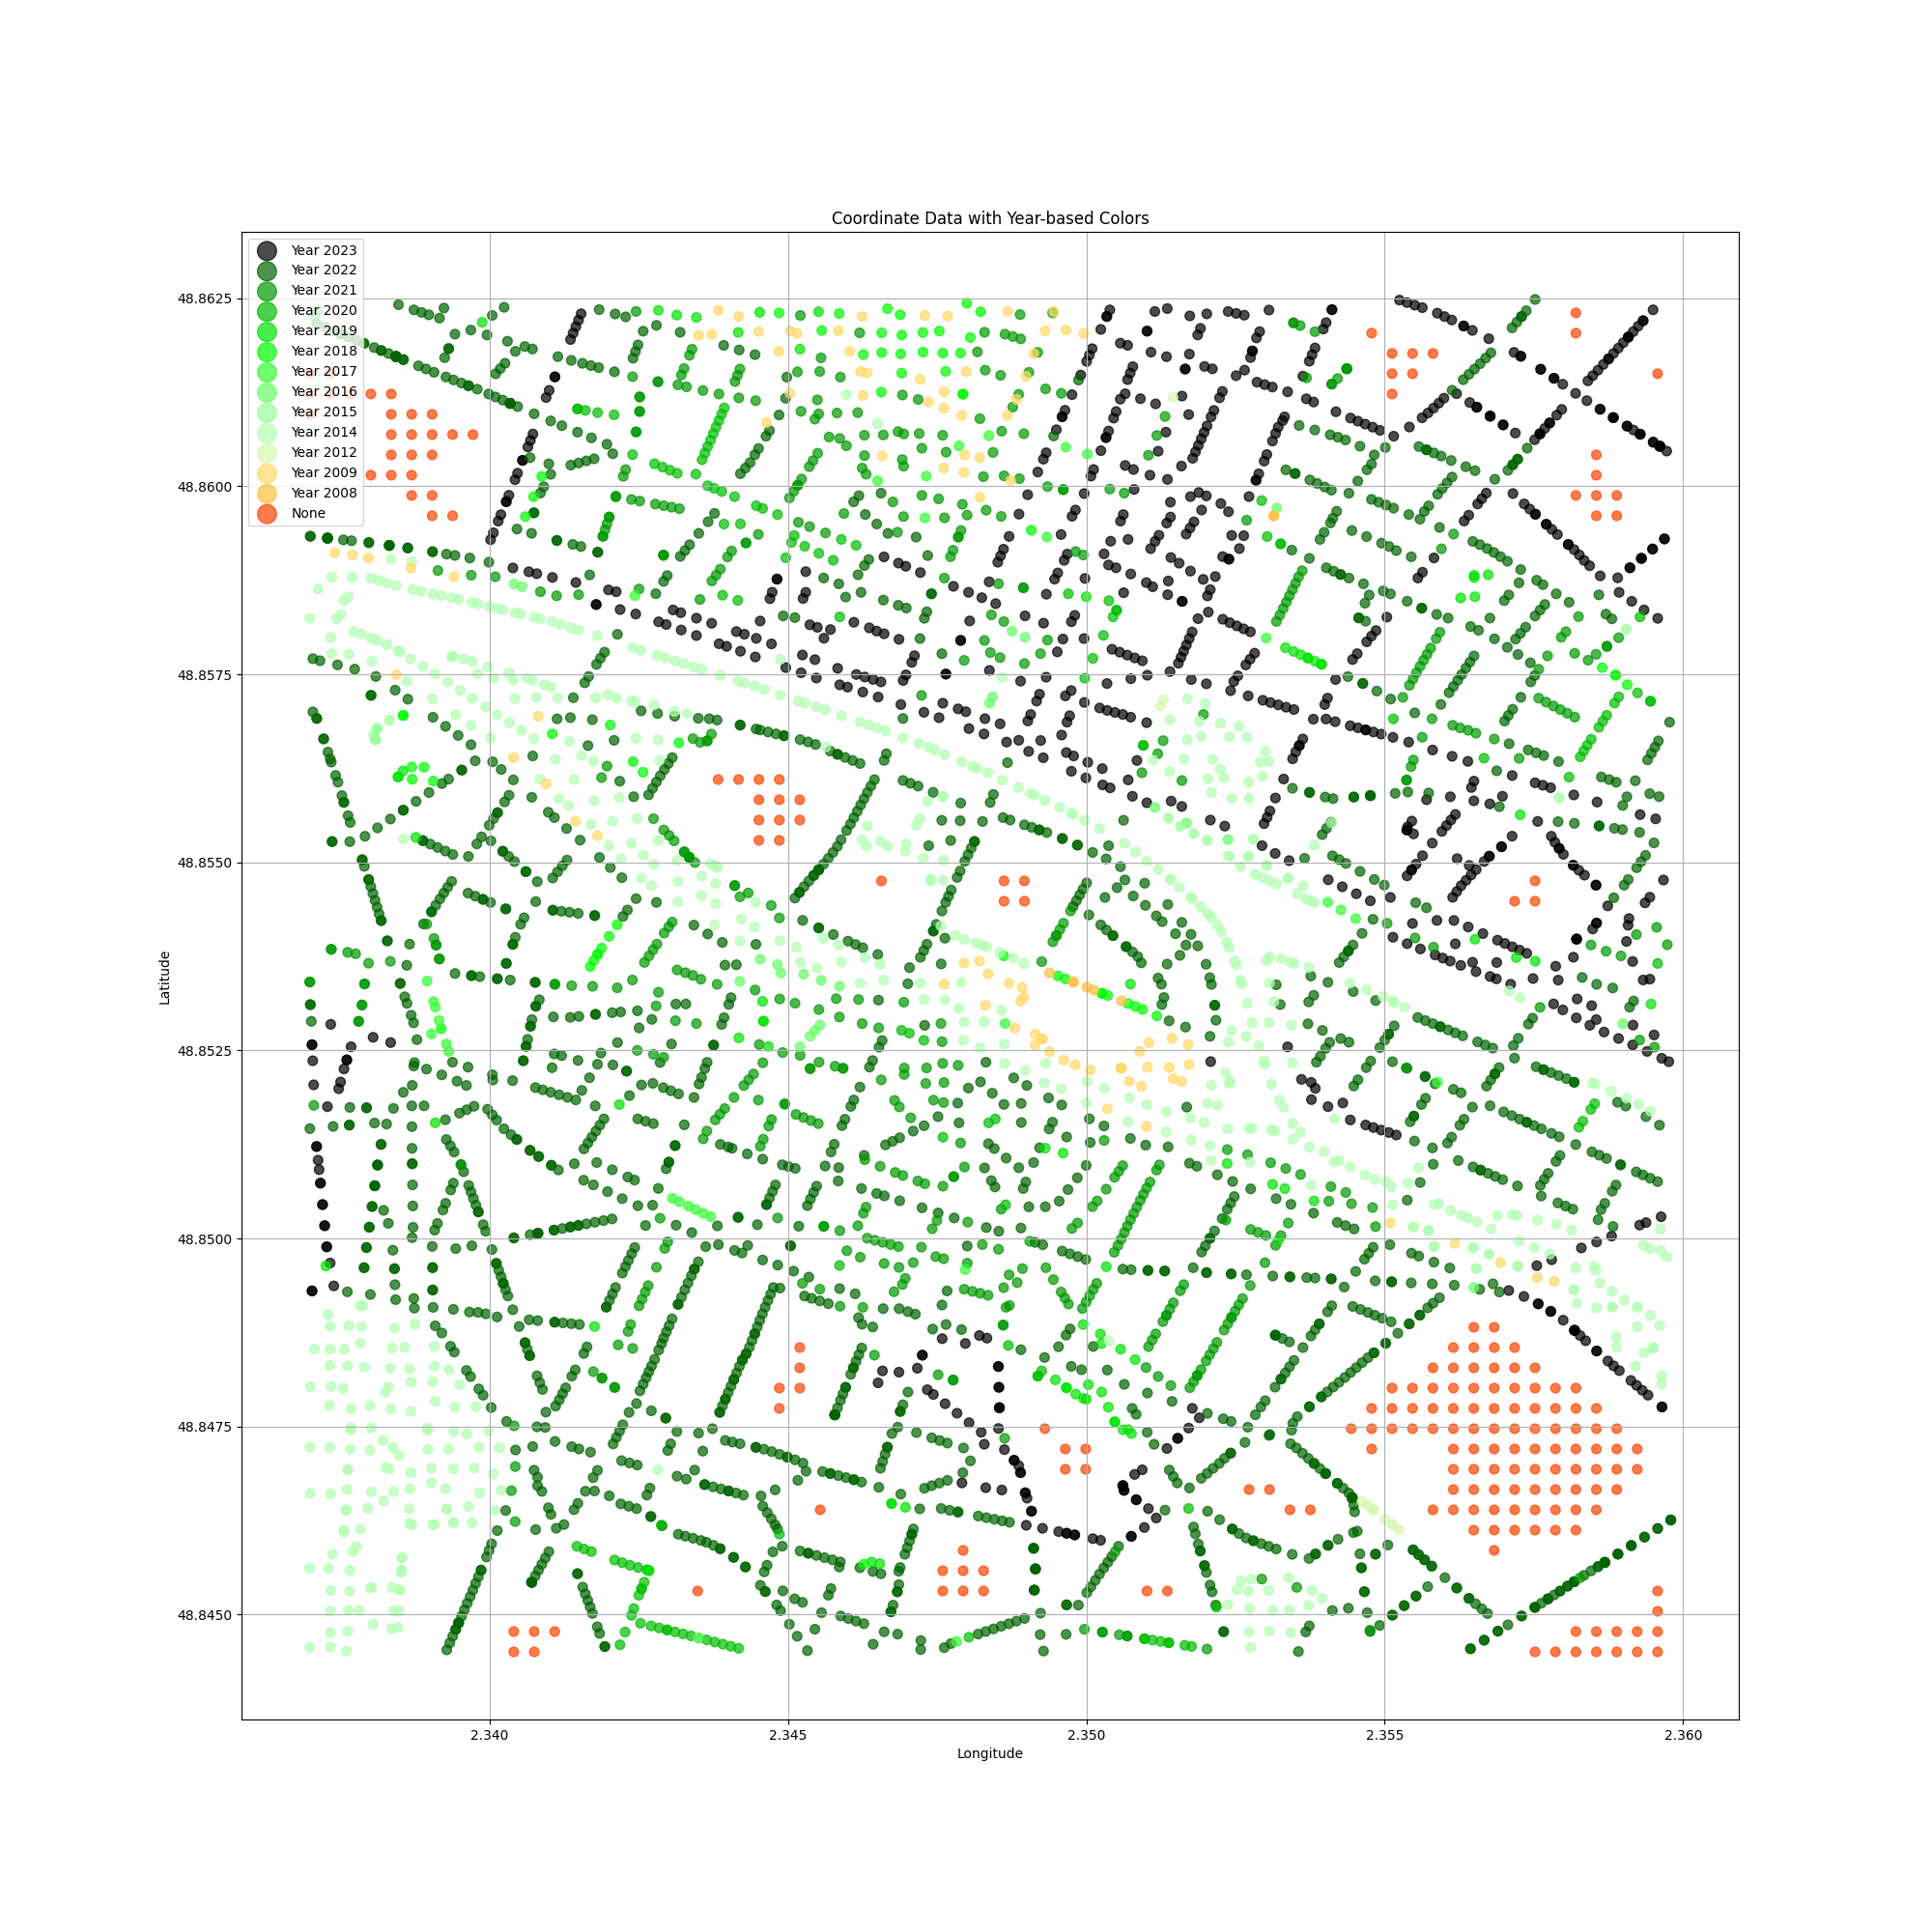 Coordinate Data with Year-based Colors
Year 2023
Year 2022
Year 2021
Year 2020
Year 2019
Year 2018
Year 2017
Year 2016
Year 2015
Year 2014
Year 2012
Year 2009
Year 2008
None
48.8625
48.8600
48.8575
48.8550
48.8525
48.8500
48.8475
48.8450
Latitude
2.340
2.345
2.350
2.355
2.360
Longitude